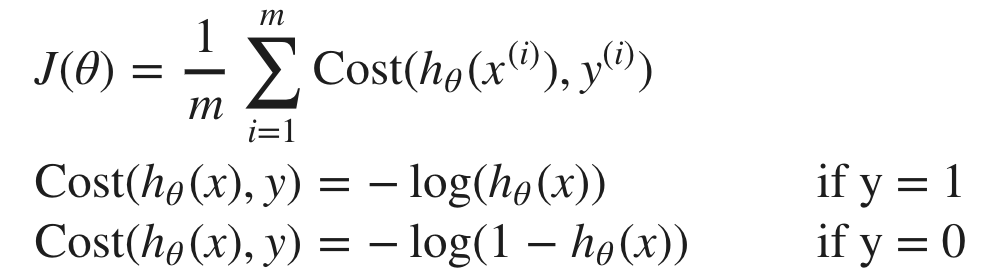 J(θ) = 1/m ∑_{i=1}^{m} Cost(h_θ(x^{(i)}), y^{(i)})
Cost(h_θ(x), y) = − log(h_θ(x)) if y = 1
Cost(h_θ(x), y) = − log(1 − h_θ(x)) if y = 0